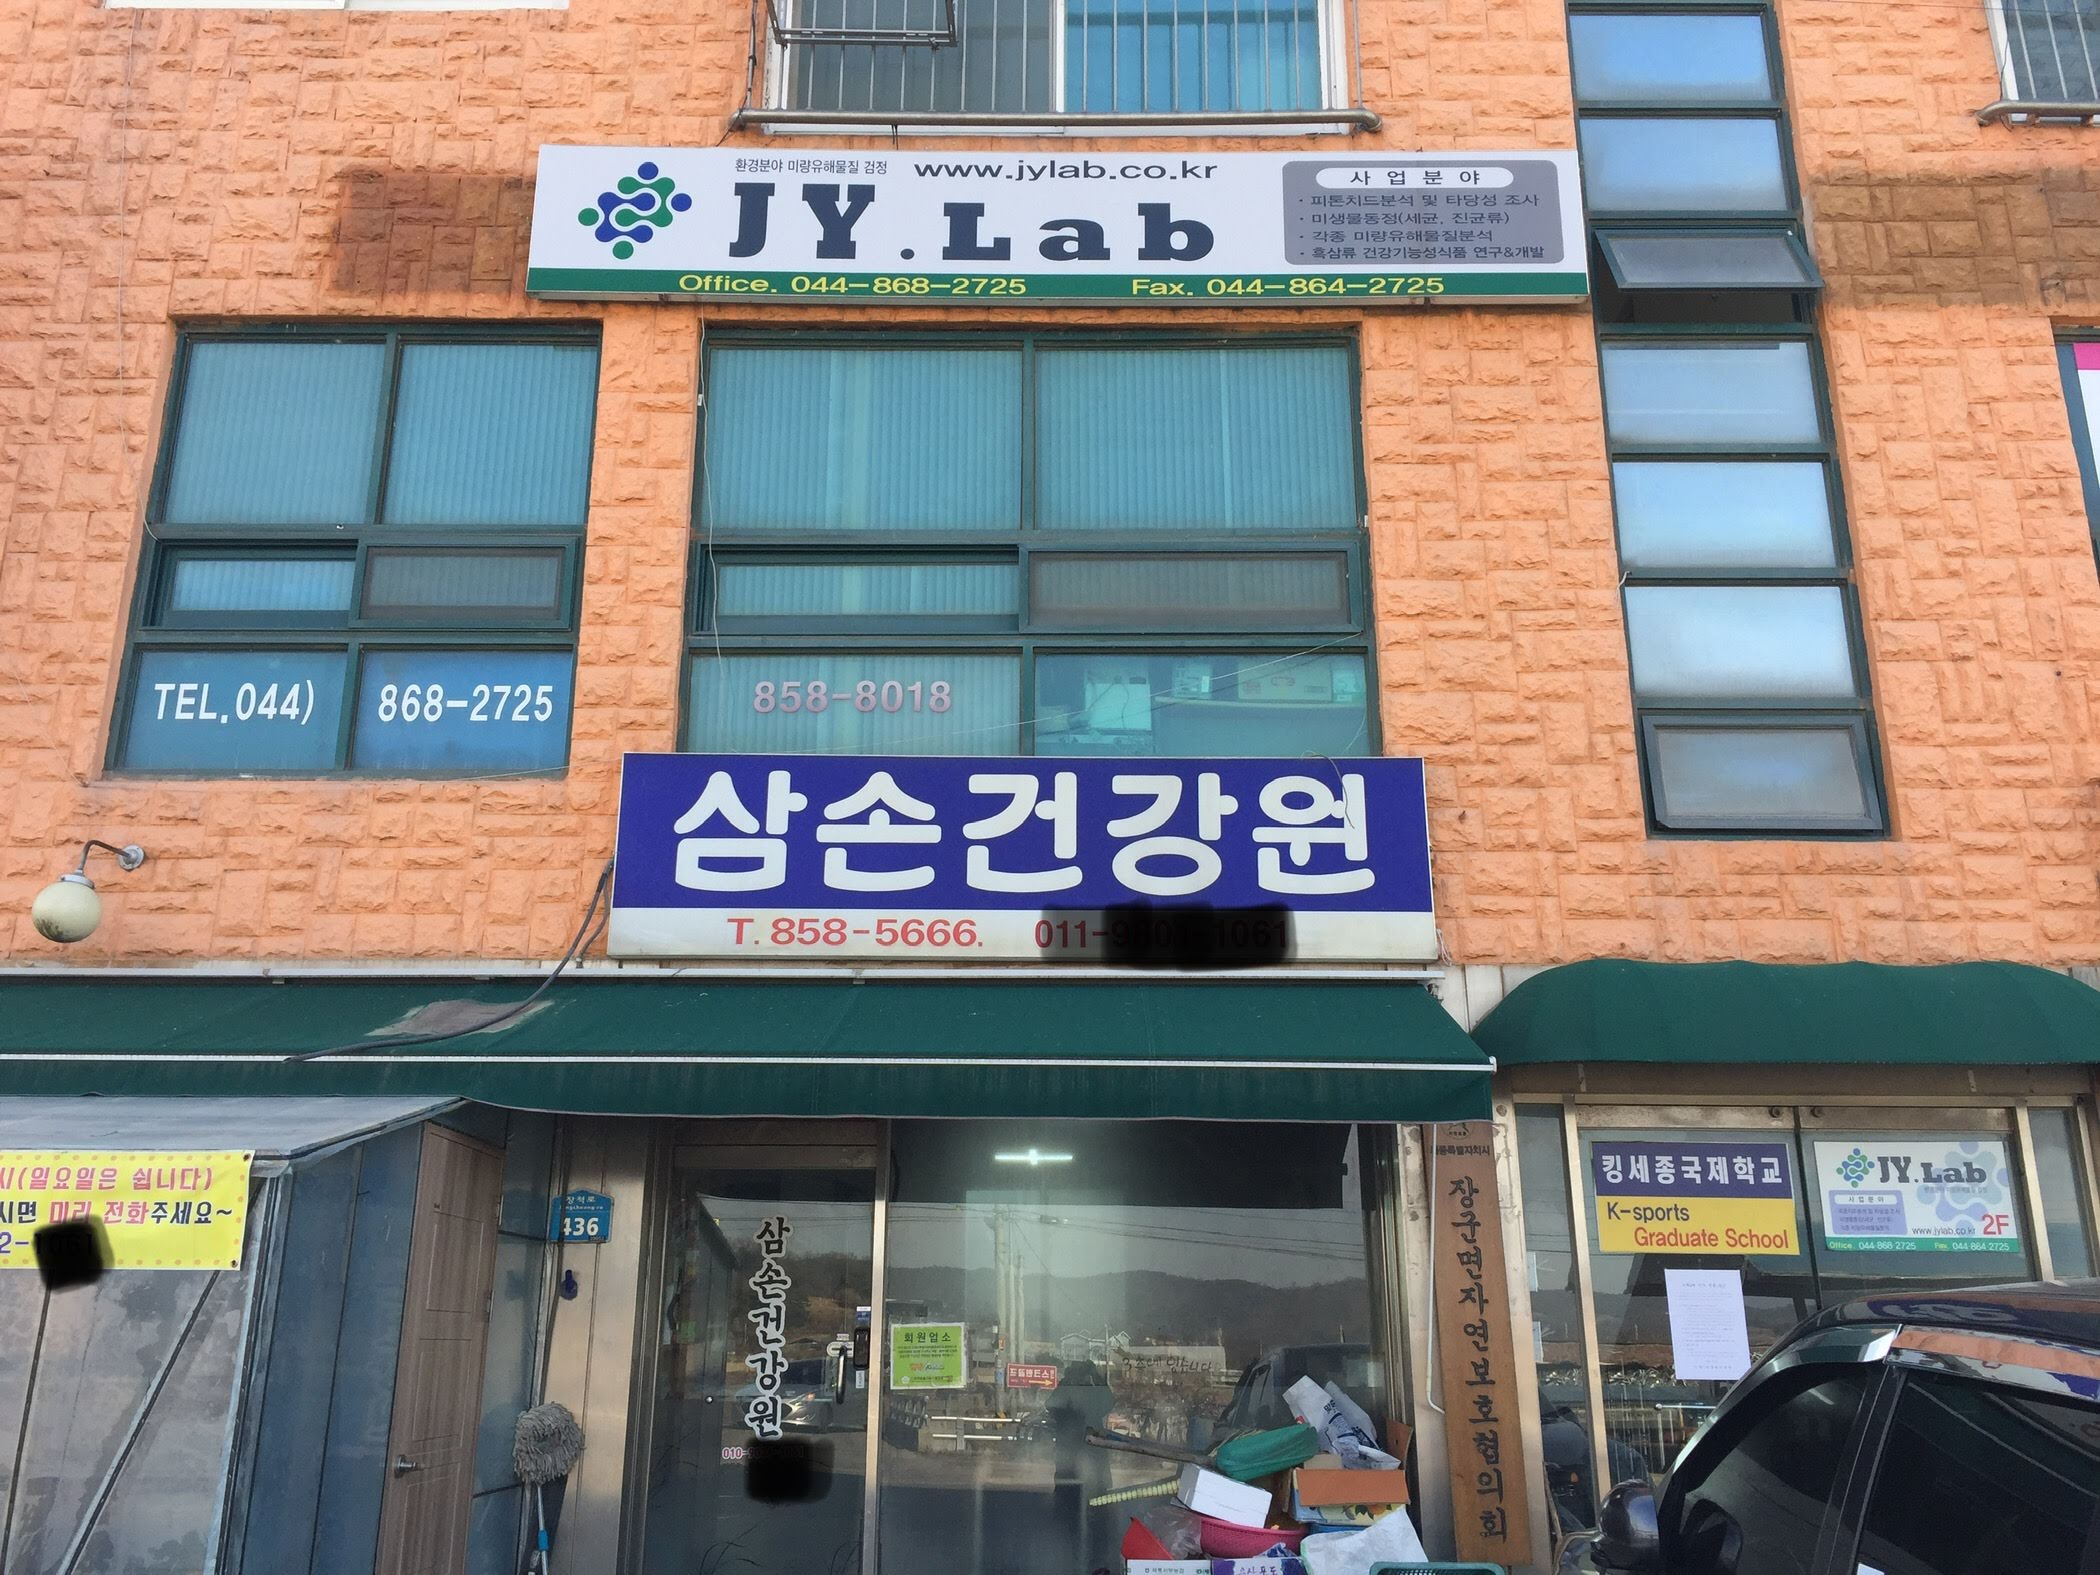 환경분야 미량유해물질 검정
www.jylab.co.kr
JY.Lab
사업분야
· 피톤치드분석 및 타당성 조사
· 미생물동정(세균, 진균류)
· 각종 미량유해물질분석
· 흑삼류 건강기능성식품 연구&개발
Office. 044-868-2725
Fax. 044-864-2725
TEL.044) 868-2725
858-8018
삼손건강원
T. 858-5666.
시(일요일은 쉽니다)
시면 미리 전화주세요~
장척로
436
삼손건강원
회원업소
장군면자연보호협의회
킹세종국제학교
K-sports
Graduate School
JY.Lab
사업분야
www.jylab.co.kr 2F
Office. 044 868 2725 Fax. 044 864 2725